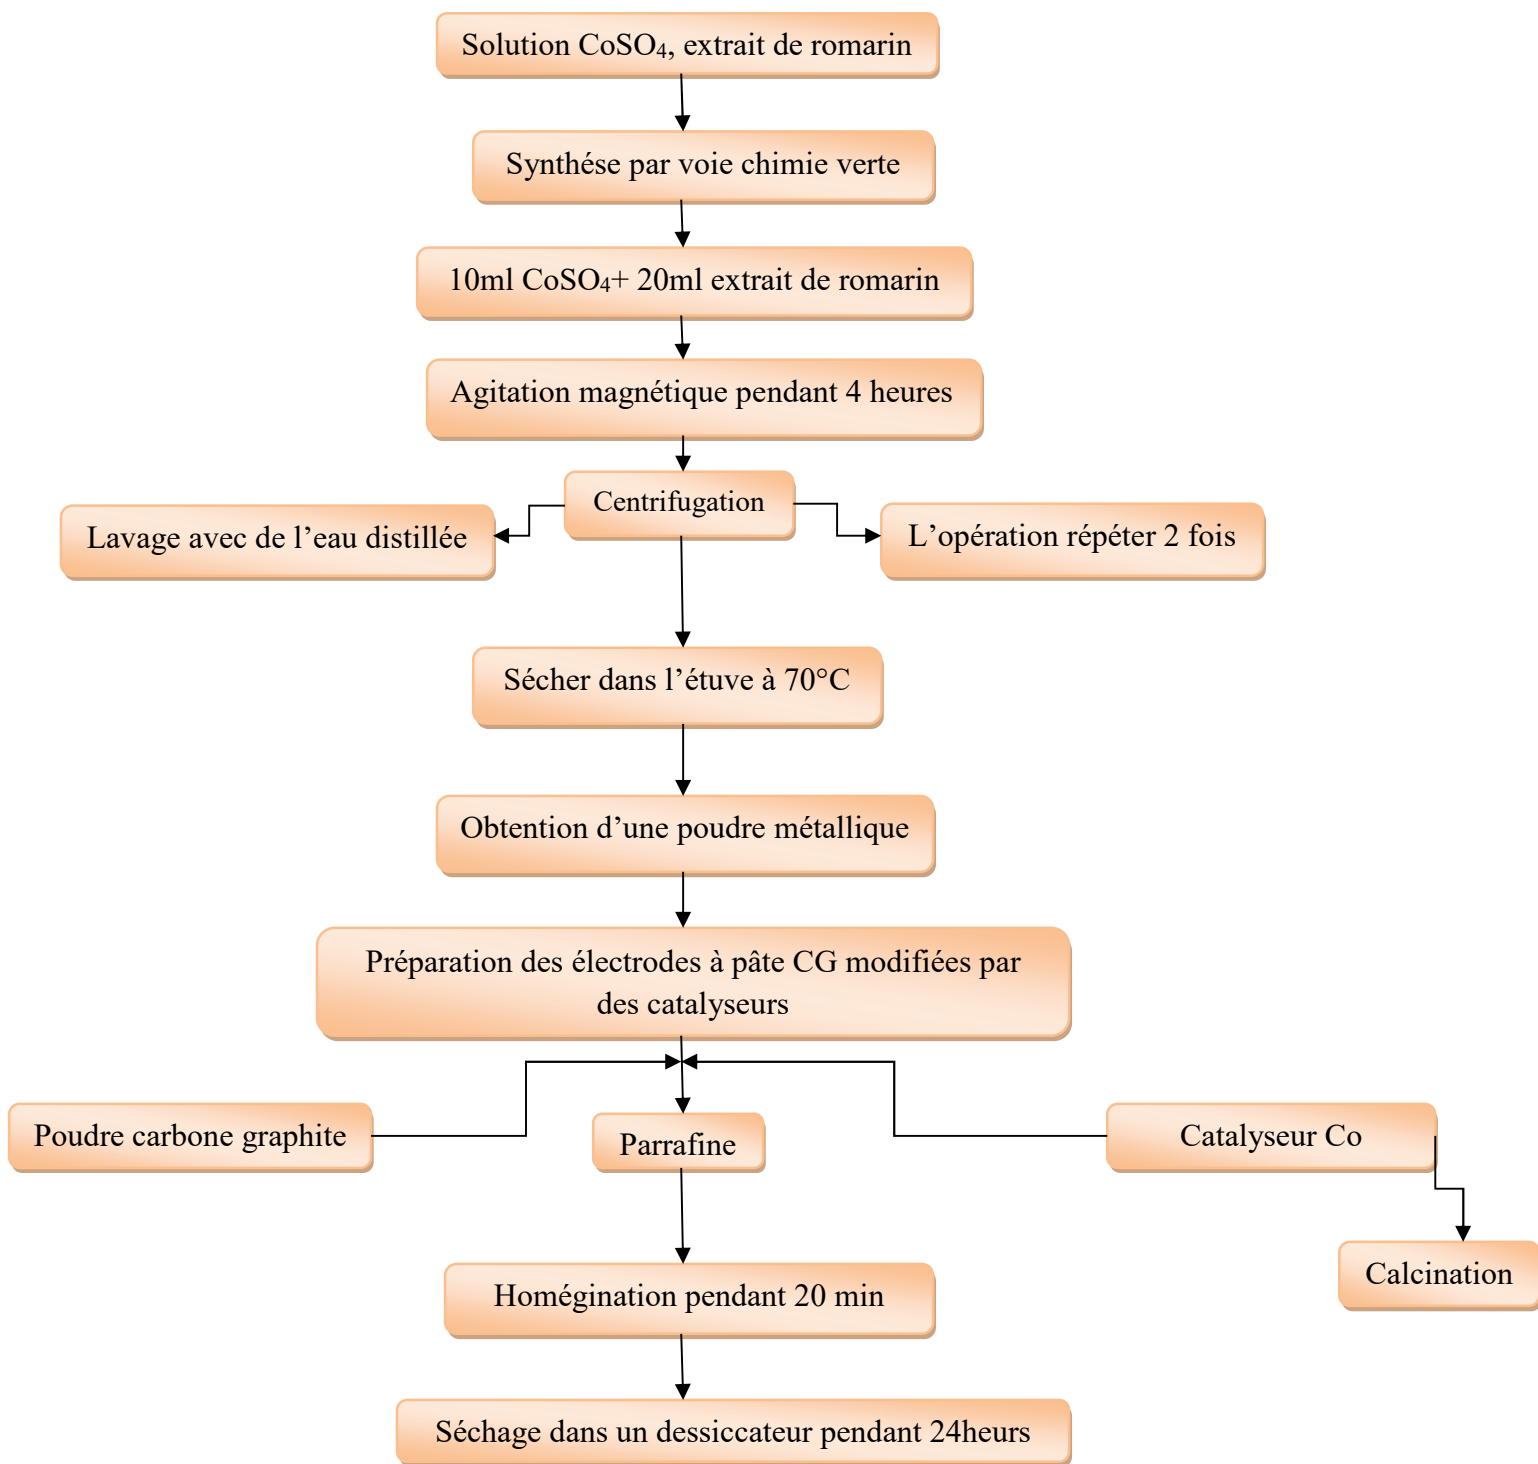 Solution CoSO₄, extrait de romarin
Synthése par voie chimie verte
10ml CoSO₄+ 20ml extrait de romarin
Agitation magnétique pendant 4 heures
Centrifugation
Lavage avec de l’eau distillée
L’opération répéter 2 fois
Sécher dans l’étuve à 70°C
Obtention d’une poudre métallique
Préparation des électrodes à pâte CG modifiées par
des catalyseurs
Poudre carbone graphite
Parrafine
Catalyseur Co
Calcination
Homégination pendant 20 min
Séchage dans un dessiccateur pendant 24heurs